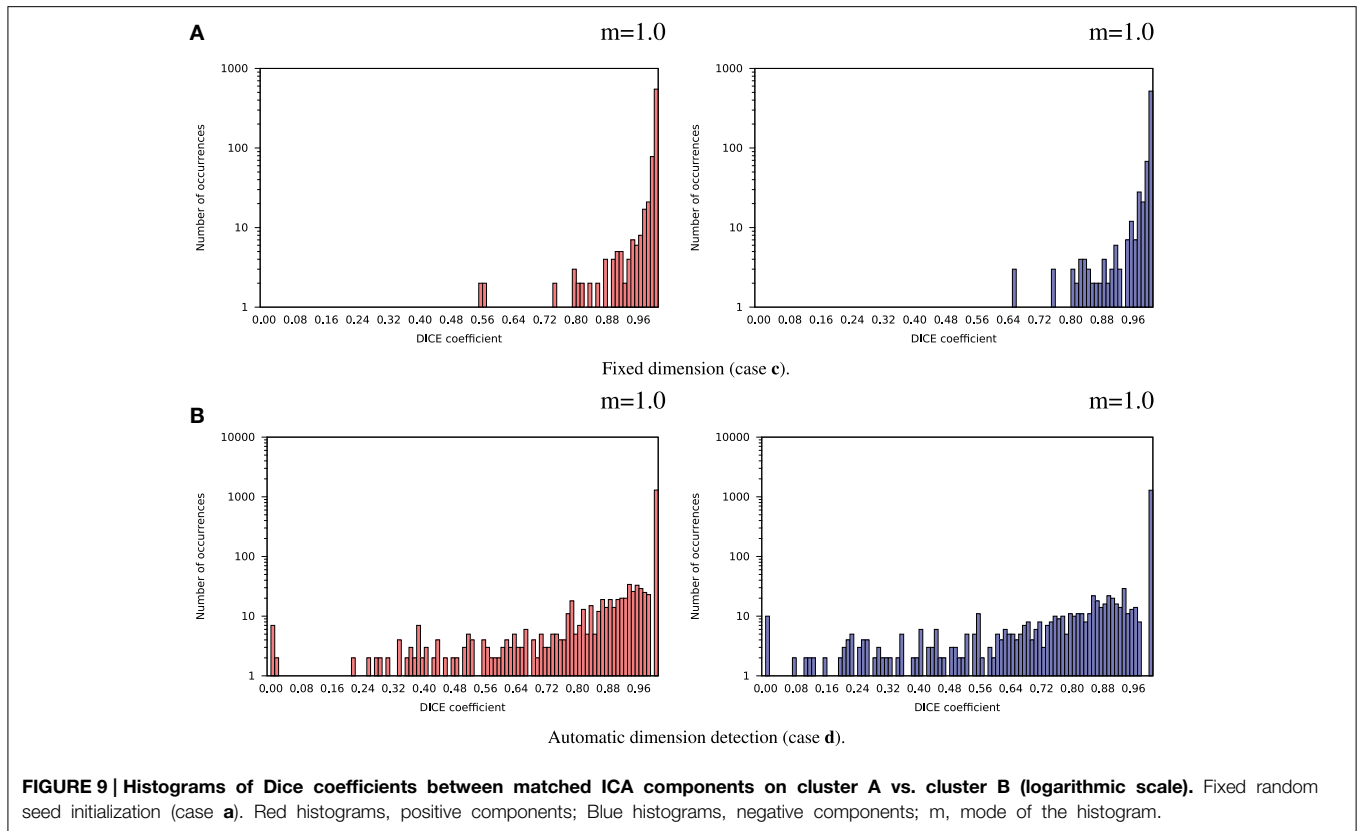 A
m=1.0
m=1.0
1000
100
10
1
Number of occurrences
0.00 0.08 0.16 0.24 0.32 0.40 0.48 0.56 0.64 0.72 0.80 0.88 0.96
DICE coefficient
1000
100
10
1
Number of occurrences
0.00 0.08 0.16 0.24 0.32 0.40 0.48 0.56 0.64 0.72 0.80 0.88 0.96
DICE coefficient
Fixed dimension (case c).
B
m=1.0
m=1.0
10000
1000
100
10
1
Number of occurrences
0.00 0.08 0.16 0.24 0.32 0.40 0.48 0.56 0.64 0.72 0.80 0.88 0.96
DICE coefficient
10000
1000
100
10
1
Number of occurrences
0.00 0.08 0.16 0.24 0.32 0.40 0.48 0.56 0.64 0.72 0.80 0.88 0.96
DICE coefficient
Automatic dimension detection (case d).
FIGURE 9 | Histograms of Dice coefficients between matched ICA components on cluster A vs. cluster B (logarithmic scale). Fixed random
seed initialization (case a). Red histograms, positive components; Blue histograms, negative components; m, mode of the histogram.